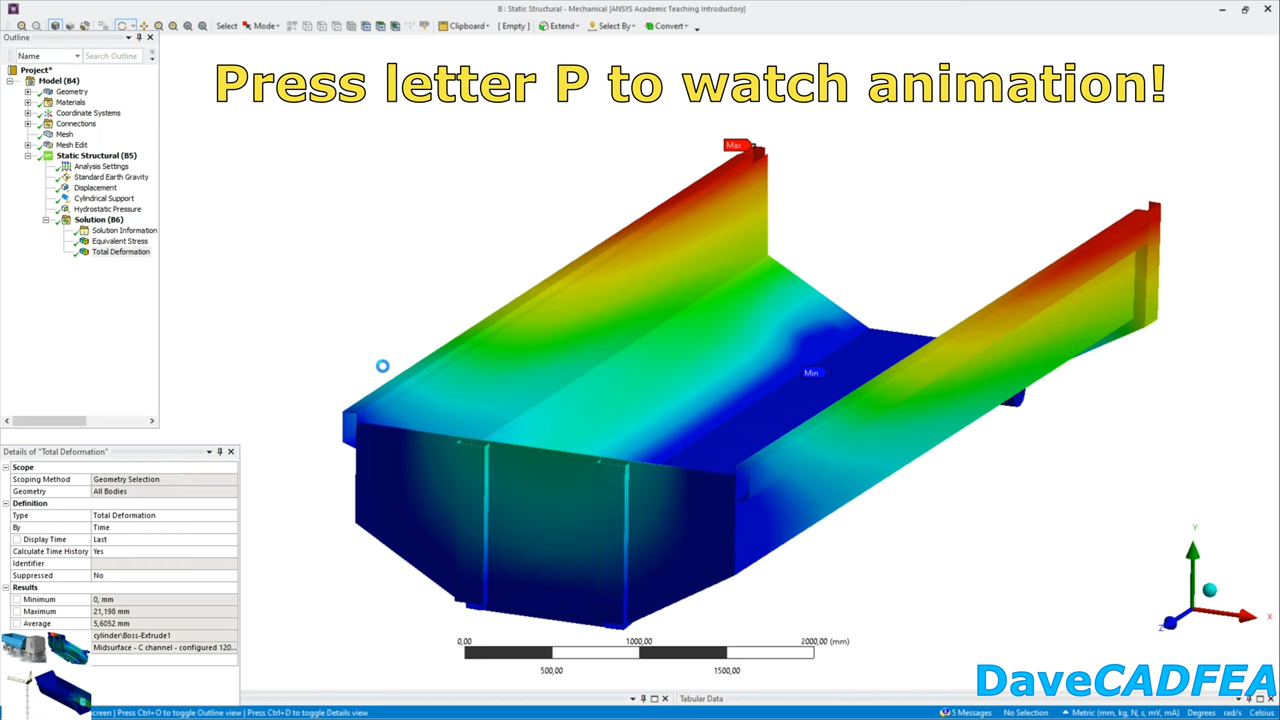 B : Static Structural - Mechanical [ANSYS Academic Teaching Introductory]
Select Mode Clipboard [ Empty ] Extend Select By Convert
Outline
Name Search Outline
Project*
Model (B4)
Geometry
Materials
Coordinate Systems
Connections
Mesh
Mesh Edit
Static Structural (B5)
Analysis Settings
Standard Earth Gravity
Displacement
Cylindrical Support
Hydrostatic Pressure
Solution (B6)
Solution Information
Equivalent Stress
Total Deformation
Press letter P to watch animation!
Max
Min
Details of "Total Deformation"
Scope
Scoping Method Geometry Selection
Geometry All Bodies
Definition
Type Total Deformation
By Time
Display Time Last
Calculate Time History Yes
Identifier
Suppressed No
Results
Minimum 0, mm
Maximum 21,198 mm
Average 5,6052 mm
cylinder\Boss-Extrude1
Midsurface - C channel - configured 120...
0,00 1000,00 2000,00 (mm)
500,00 1500,00
Y
X
Z
DaveCADFEA
Tabular Data
creen | Press Ctrl+O to toggle Outline view | Press Ctrl+D to toggle Details view 5 Messages No Selection Metric (mm, kg, N, s, mV, mA) Degrees rad/s Celsius